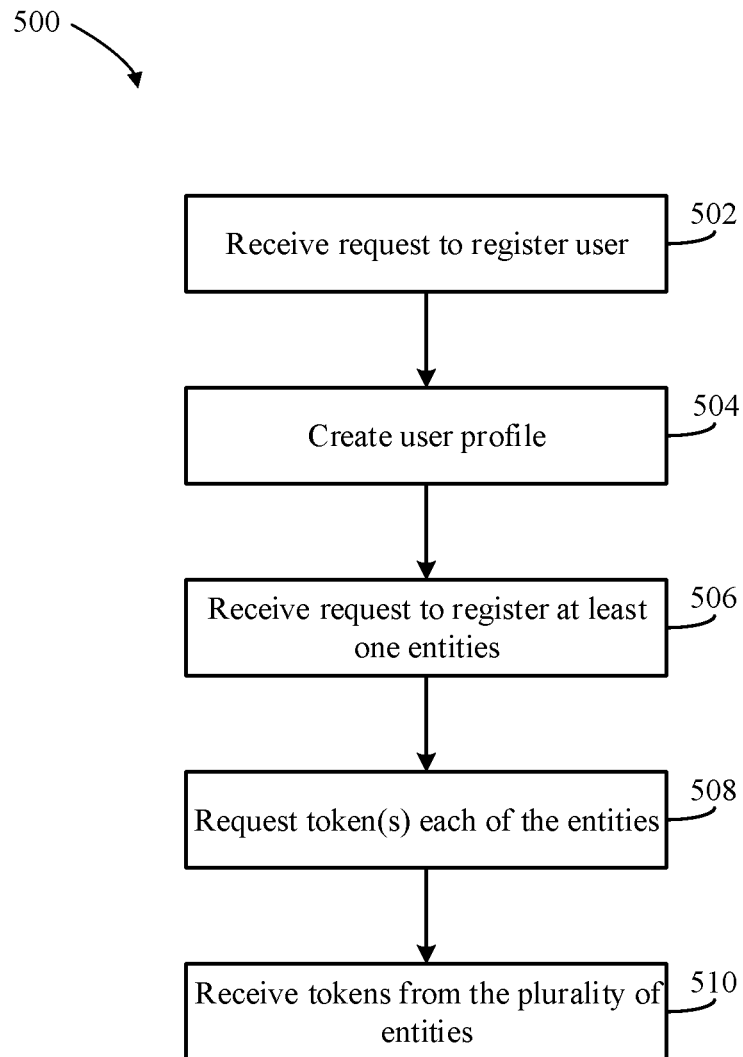 500
502
Receive request to register user
504
Create user profile
506
Receive request to register at least
one entities
508
Request token(s) each of the entities
510
Receive tokens from the plurality of
entities